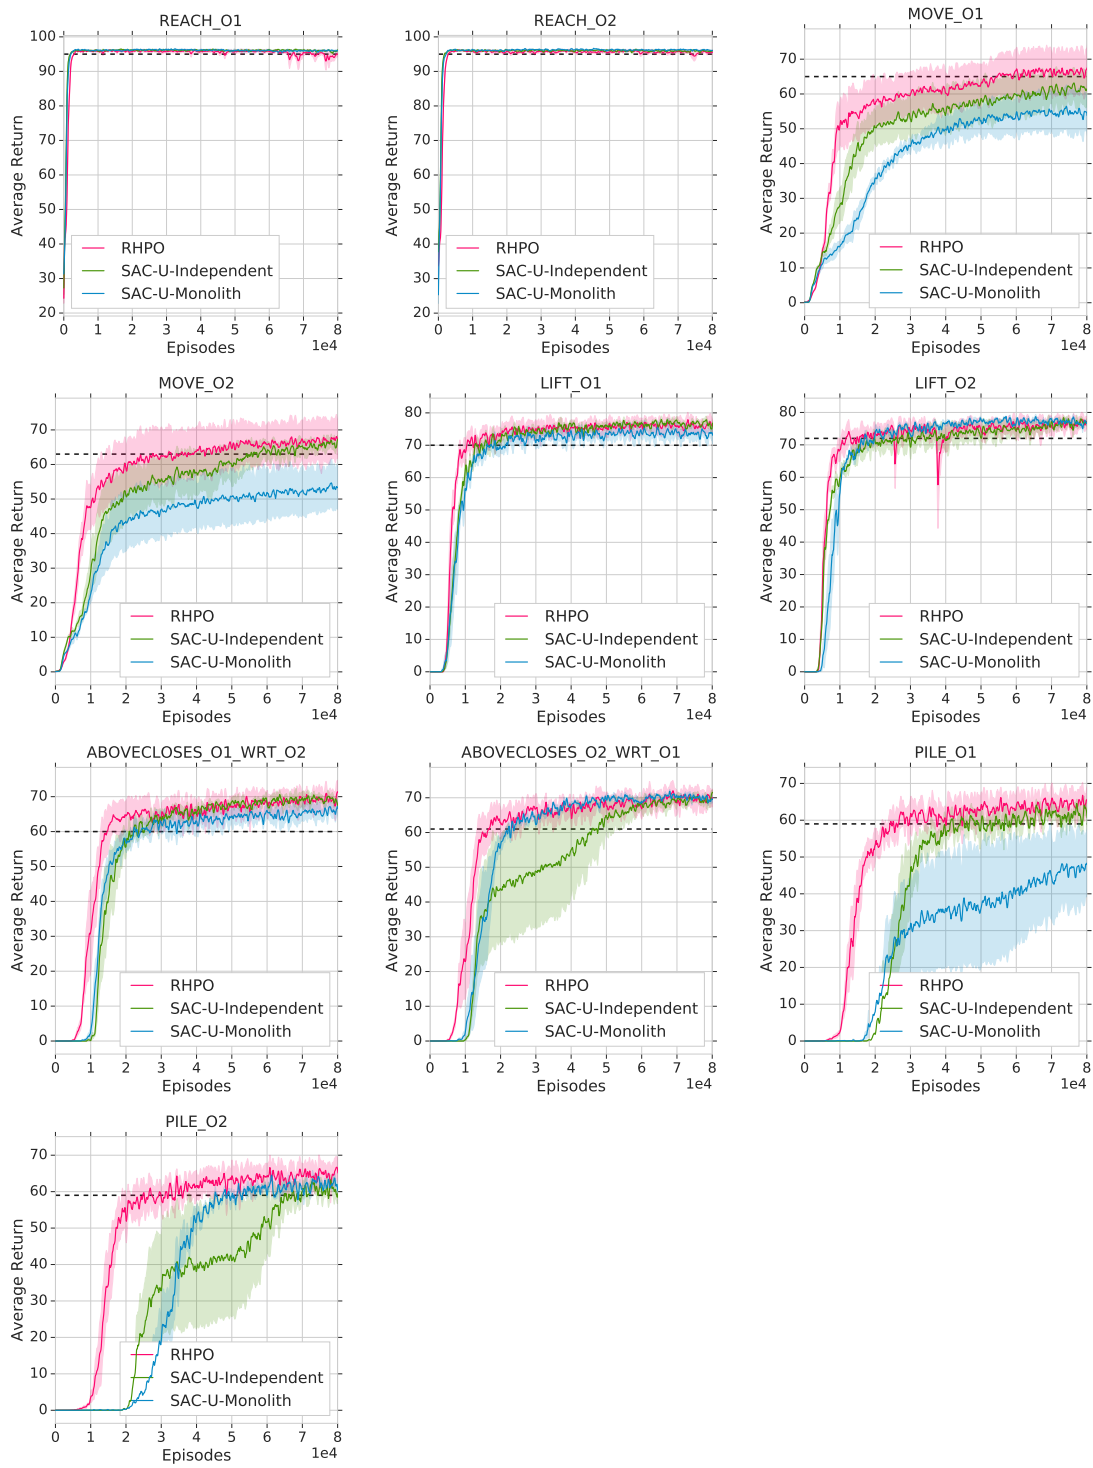 REACH_O1
100
90
80
70
60
50
40
30
20
Average Return
RHPO
SAC-U-Independent
SAC-U-Monolith
0 1 2 3 4 5 6 7 8
Episodes
1e4
REACH_O2
100
90
80
70
60
50
40
30
20
Average Return
RHPO
SAC-U-Independent
SAC-U-Monolith
0 1 2 3 4 5 6 7 8
Episodes
1e4
MOVE_O1
70
60
50
40
30
20
10
0
Average Return
RHPO
SAC-U-Independent
SAC-U-Monolith
0 1 2 3 4 5 6 7 8
Episodes
1e4
MOVE_O2
70
60
50
40
30
20
10
0
Average Return
RHPO
SAC-U-Independent
SAC-U-Monolith
0 1 2 3 4 5 6 7 8
Episodes
1e4
LIFT_O1
80
70
60
50
40
30
20
10
0
Average Return
RHPO
SAC-U-Independent
SAC-U-Monolith
0 1 2 3 4 5 6 7 8
Episodes
1e4
LIFT_O2
80
70
60
50
40
30
20
10
0
Average Return
RHPO
SAC-U-Independent
SAC-U-Monolith
0 1 2 3 4 5 6 7 8
Episodes
1e4
ABOVECLOSES_O1_WRT_O2
70
60
50
40
30
20
10
0
Average Return
RHPO
SAC-U-Independent
SAC-U-Monolith
0 1 2 3 4 5 6 7 8
Episodes
1e4
ABOVECLOSES_O2_WRT_O1
70
60
50
40
30
20
10
0
Average Return
RHPO
SAC-U-Independent
SAC-U-Monolith
0 1 2 3 4 5 6 7 8
Episodes
1e4
PILE_O1
70
60
50
40
30
20
10
0
Average Return
RHPO
SAC-U-Independent
SAC-U-Monolith
0 1 2 3 4 5 6 7 8
Episodes
1e4
PILE_O2
70
60
50
40
30
20
10
0
Average Return
RHPO
SAC-U-Independent
SAC-U-Monolith
0 1 2 3 4 5 6 7 8
Episodes
1e4